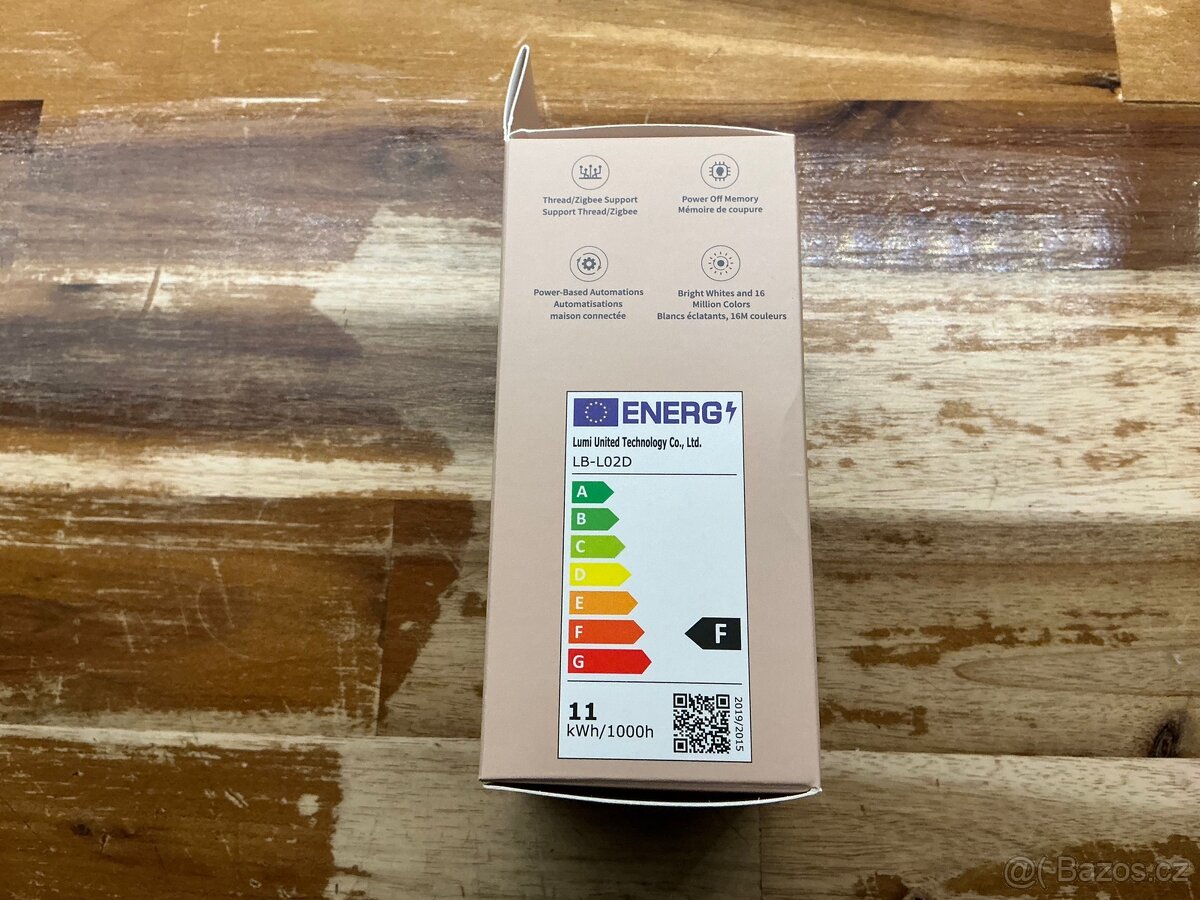 Thread/Zigbee Support
Support Thread/Zigbee
Power Off Memory
Mémoire de coupure
Power-Based Automations
Automatisations
maison connectée
Bright Whites and 16
Million Colors
Blancs éclatants, 16M couleurs
ENERG
Lumi United Technology Co., Ltd.
LB-L02D
A
B
C
D
E
F
G
F
11
kWh/1000h
2019/2015
@( Bazos.cz